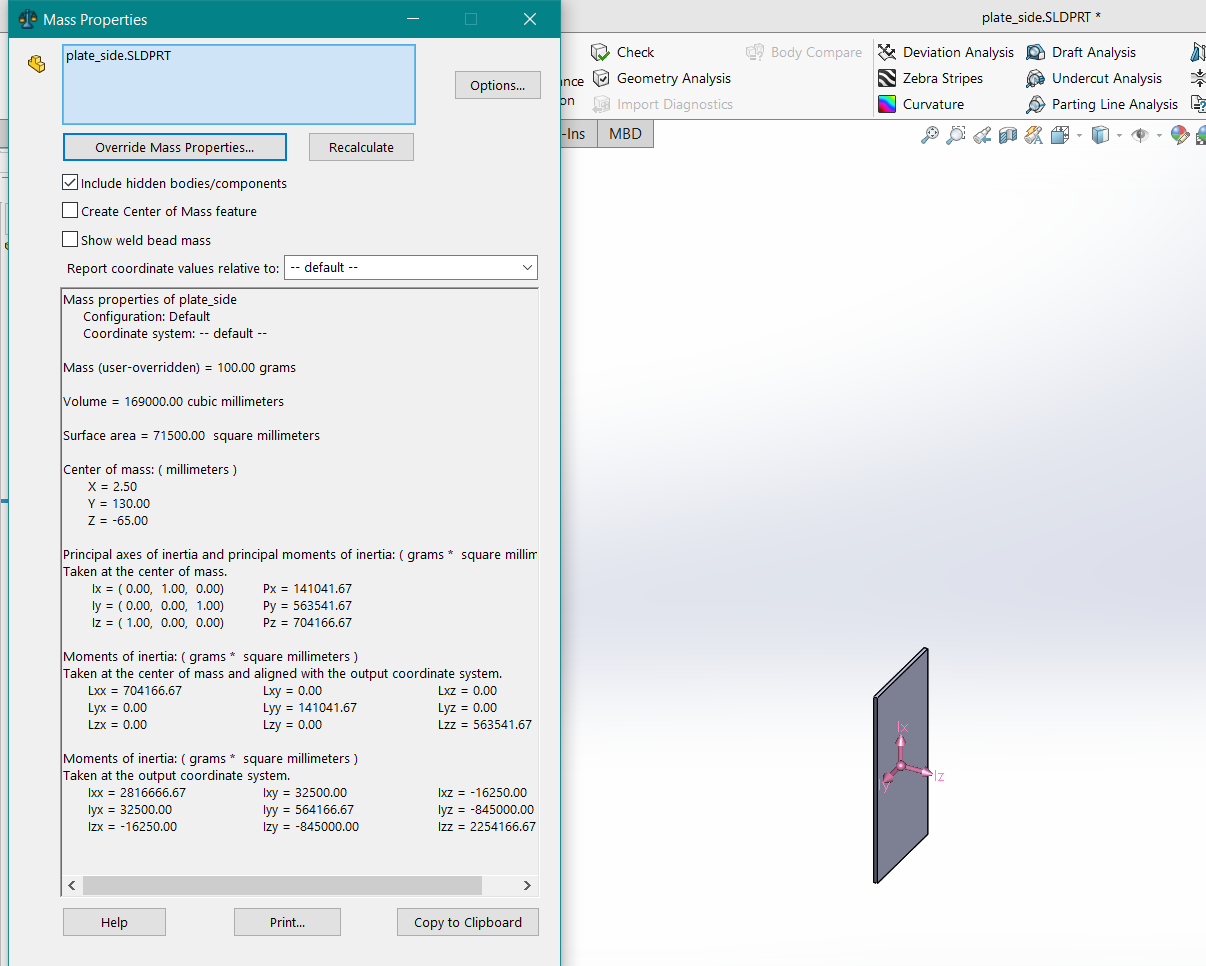 Mass Properties
plate_side.SLDPRT *
plate_side.SLDPRT
Options...
Override Mass Properties...
Recalculate
Include hidden bodies/components
Create Center of Mass feature
Show weld bead mass
Report coordinate values relative to:
-- default --
Mass properties of plate_side
Configuration: Default
Coordinate system: -- default --
Mass (user-overridden) = 100.00 grams
Volume = 169000.00 cubic millimeters
Surface area = 71500.00 square millimeters
Center of mass: ( millimeters )
X = 2.50
Y = 130.00
Z = -65.00
Principal axes of inertia and principal moments of inertia: ( grams * square millim
Taken at the center of mass.
Ix = ( 0.00, 1.00, 0.00) Px = 141041.67
Iy = ( 0.00, 0.00, 1.00) Py = 563541.67
Iz = ( 1.00, 0.00, 0.00) Pz = 704166.67
Moments of inertia: ( grams * square millimeters )
Taken at the center of mass and aligned with the output coordinate system.
Lxx = 704166.67 Lxy = 0.00 Lxz = 0.00
Lyx = 0.00 Lyy = 141041.67 Lyz = 0.00
Lzx = 0.00 Lzy = 0.00 Lzz = 563541.67
Moments of inertia: ( grams * square millimeters )
Taken at the output coordinate system.
Ixx = 2816666.67 Ixy = 32500.00 Ixz = -16250.00
Iyx = 32500.00 Iyy = 564166.67 Iyz = -845000.00
Izx = -16250.00 Izy = -845000.00 Izz = 2254166.67
Help
Print...
Copy to Clipboard
Check
Body Compare
Deviation Analysis
Draft Analysis
nce
Geometry Analysis
Zebra Stripes
Undercut Analysis
on
Import Diagnostics
Curvature
Parting Line Analysis
-Ins
MBD
Ix
Iz
Iy